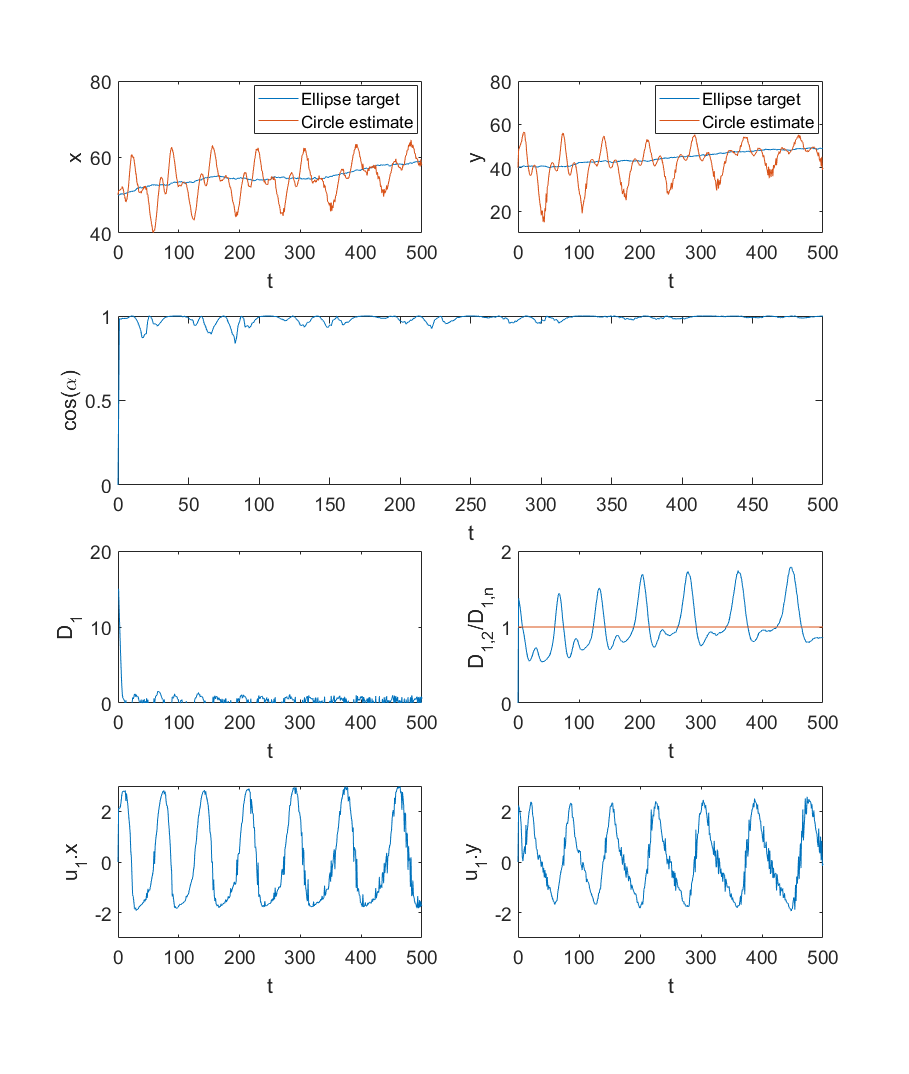 80
60
40
x
0 100 200 300 400 500
t
Ellipse target
Circle estimate
80
60
40
20
y
0 100 200 300 400 500
t
Ellipse target
Circle estimate
1
0.5
0
cos(α)
0 50 100 150 200 250 300 350 400 450 500
t
20
10
0
D₁
0 100 200 300 400 500
t
2
1
0
D₁,₂/D₁,ₙ
0 100 200 300 400 500
t
2
0
-2
u₁.x
0 100 200 300 400 500
t
2
0
-2
u₁.y
0 100 200 300 400 500
t